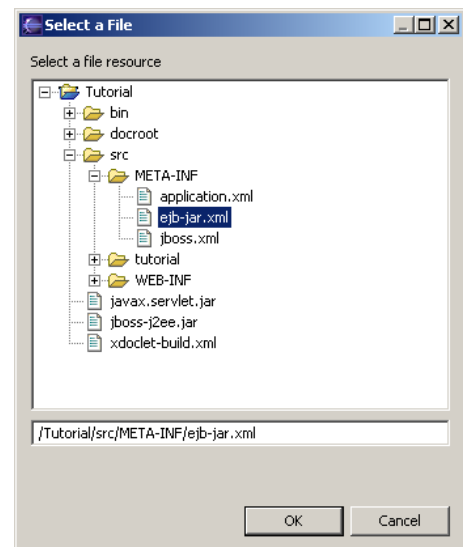 Select a File
Select a file resource
Tutorial
bin
docroot
src
META-INF
application.xml
ejb-jar.xml
jboss.xml
tutorial
WEB-INF
javax.servlet.jar
jboss-j2ee.jar
xdoclet-build.xml
/Tutorial/src/META-INF/ejb-jar.xml
OK Cancel